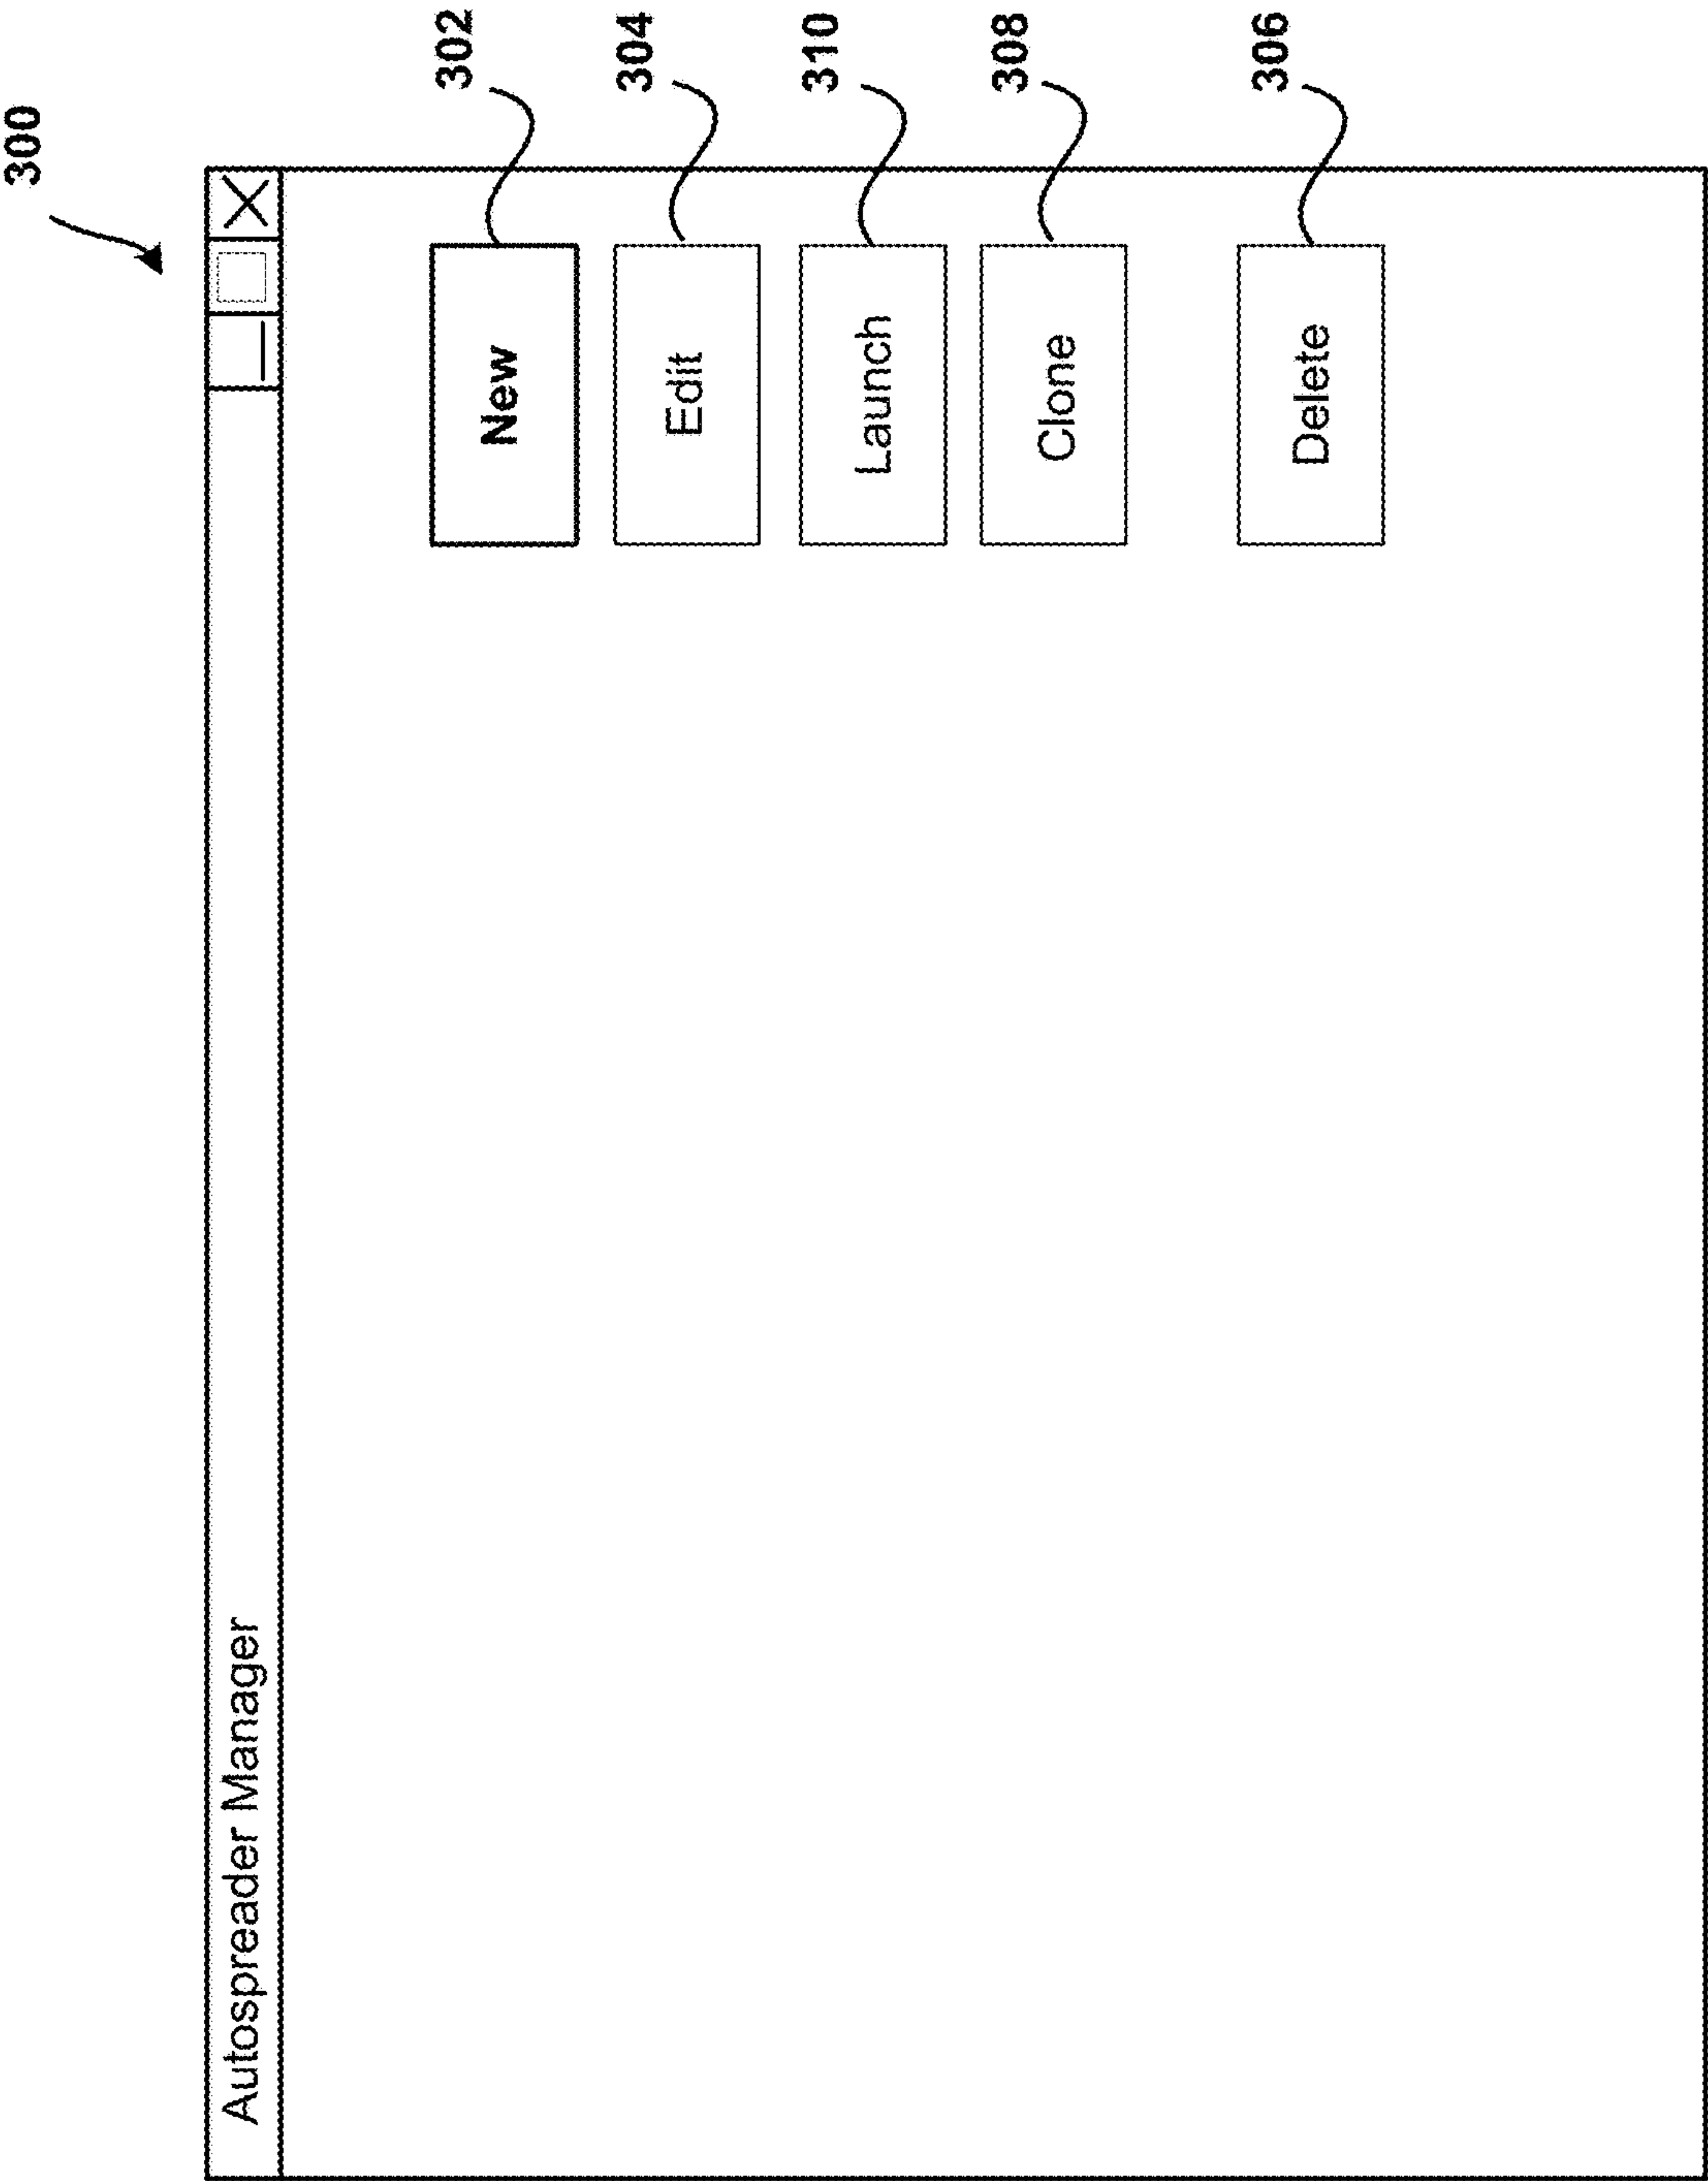 300
Autospreader Manager
New
302
Edit
304
Launch
310
Clone
308
Delete
306